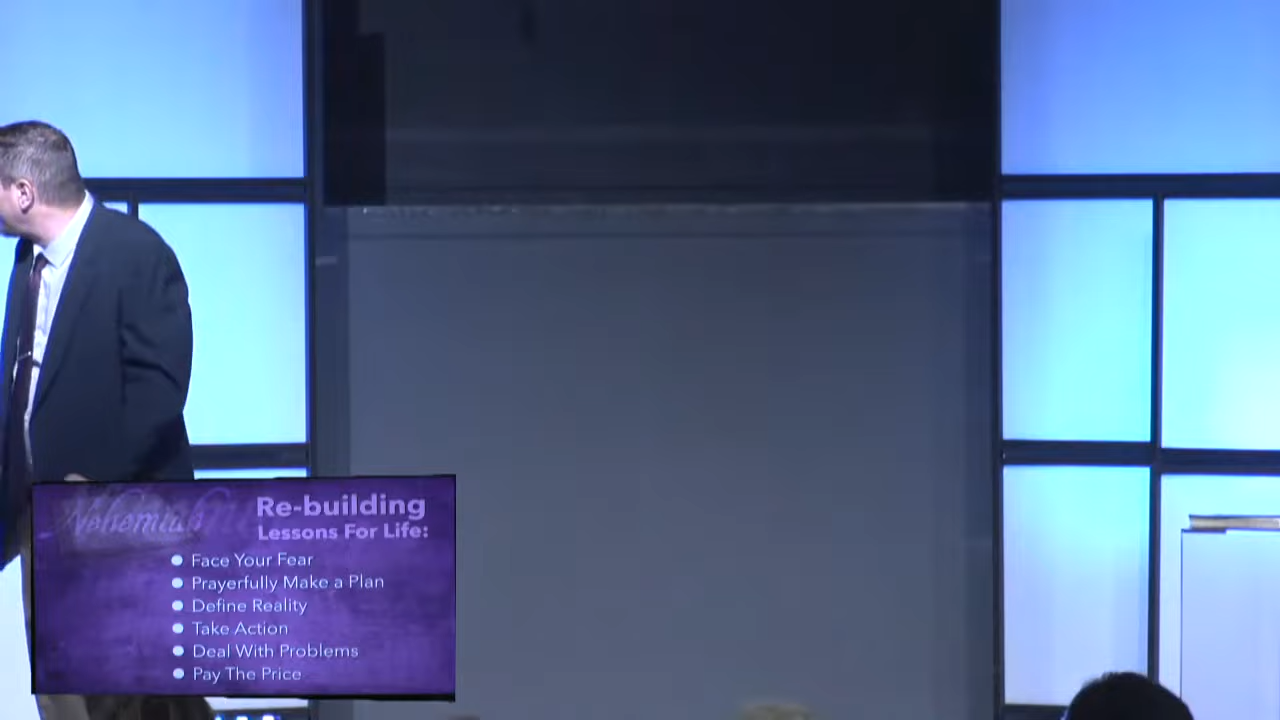 Nehemiah
Re-building
Lessons For Life:
Face Your Fear
Prayerfully Make a Plan
Define Reality
Take Action
Deal With Problems
Pay The Price